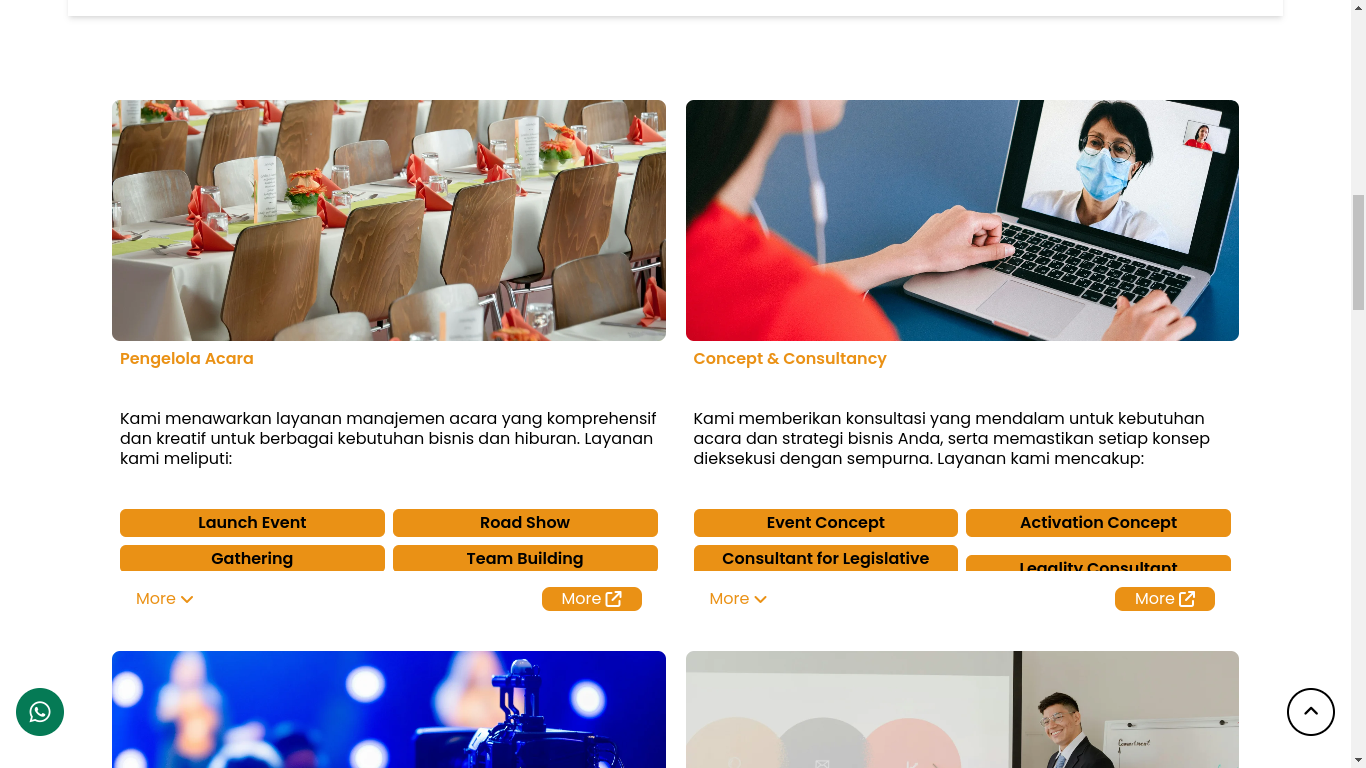 Pengelola Acara
Kami menawarkan layanan manajemen acara yang komprehensif
dan kreatif untuk berbagai kebutuhan bisnis dan hiburan. Layanan
kami meliputi:
Launch Event
Road Show
Gathering
Team Building
More
More
Concept & Consultancy
Kami memberikan konsultasi yang mendalam untuk kebutuhan
acara dan strategi bisnis Anda, serta memastikan setiap konsep
dieksekusi dengan sempurna. Layanan kami mencakup:
Event Concept
Activation Concept
Consultant for Legislative
Legality Consultant
More
More
Commitment